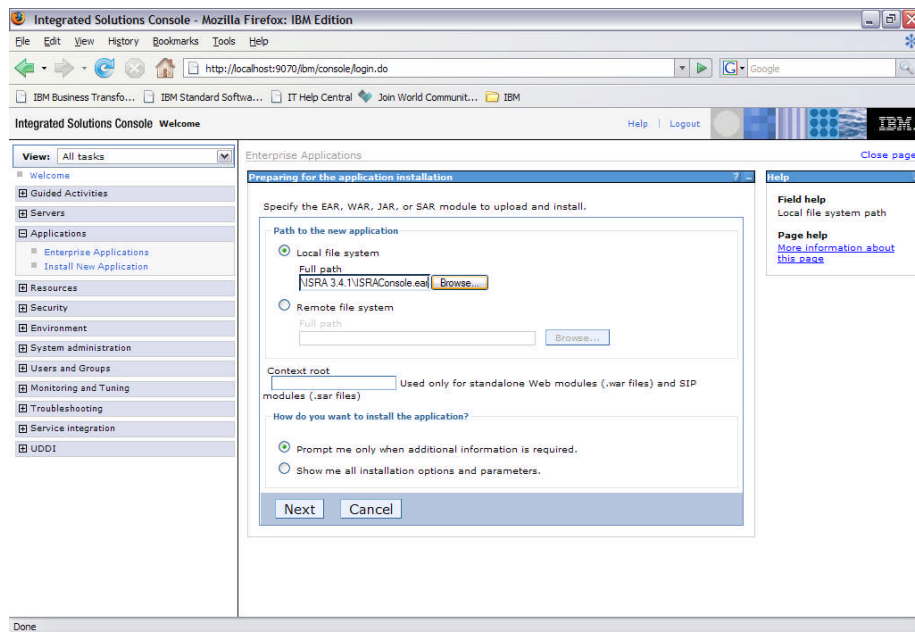 Integrated Solutions Console - Mozilla Firefox: IBM Edition
File Edit View History Bookmarks Tools Help
http://localhost:9070/ibm/console/login.do
Google
IBM Business Transfo... IBM Standard Softwa... IT Help Central Join World Communit... IBM
Integrated Solutions Console Welcome
Help | Logout
IBM.
View: All tasks
Welcome
Guided Activities
Servers
Applications
Enterprise Applications
Install New Application
Resources
Security
Environment
System administration
Users and Groups
Monitoring and Tuning
Troubleshooting
Service integration
UDDI
Enterprise Applications
Close page
Preparing for the application installation ? –
Specify the EAR, WAR, JAR, or SAR module to upload and install.
Path to the new application
Local file system
Full path
\ISRA 3.4.1\ISRAConsole.ear Browse...
Remote file system
Full path
Browse...
Context root
Used only for standalone Web modules (.war files) and SIP
modules (.sar files)
How do you want to install the application?
Prompt me only when additional information is required.
Show me all installation options and parameters.
Next Cancel
Help
Field help
Local file system path
Page help
More information about
this page
Done